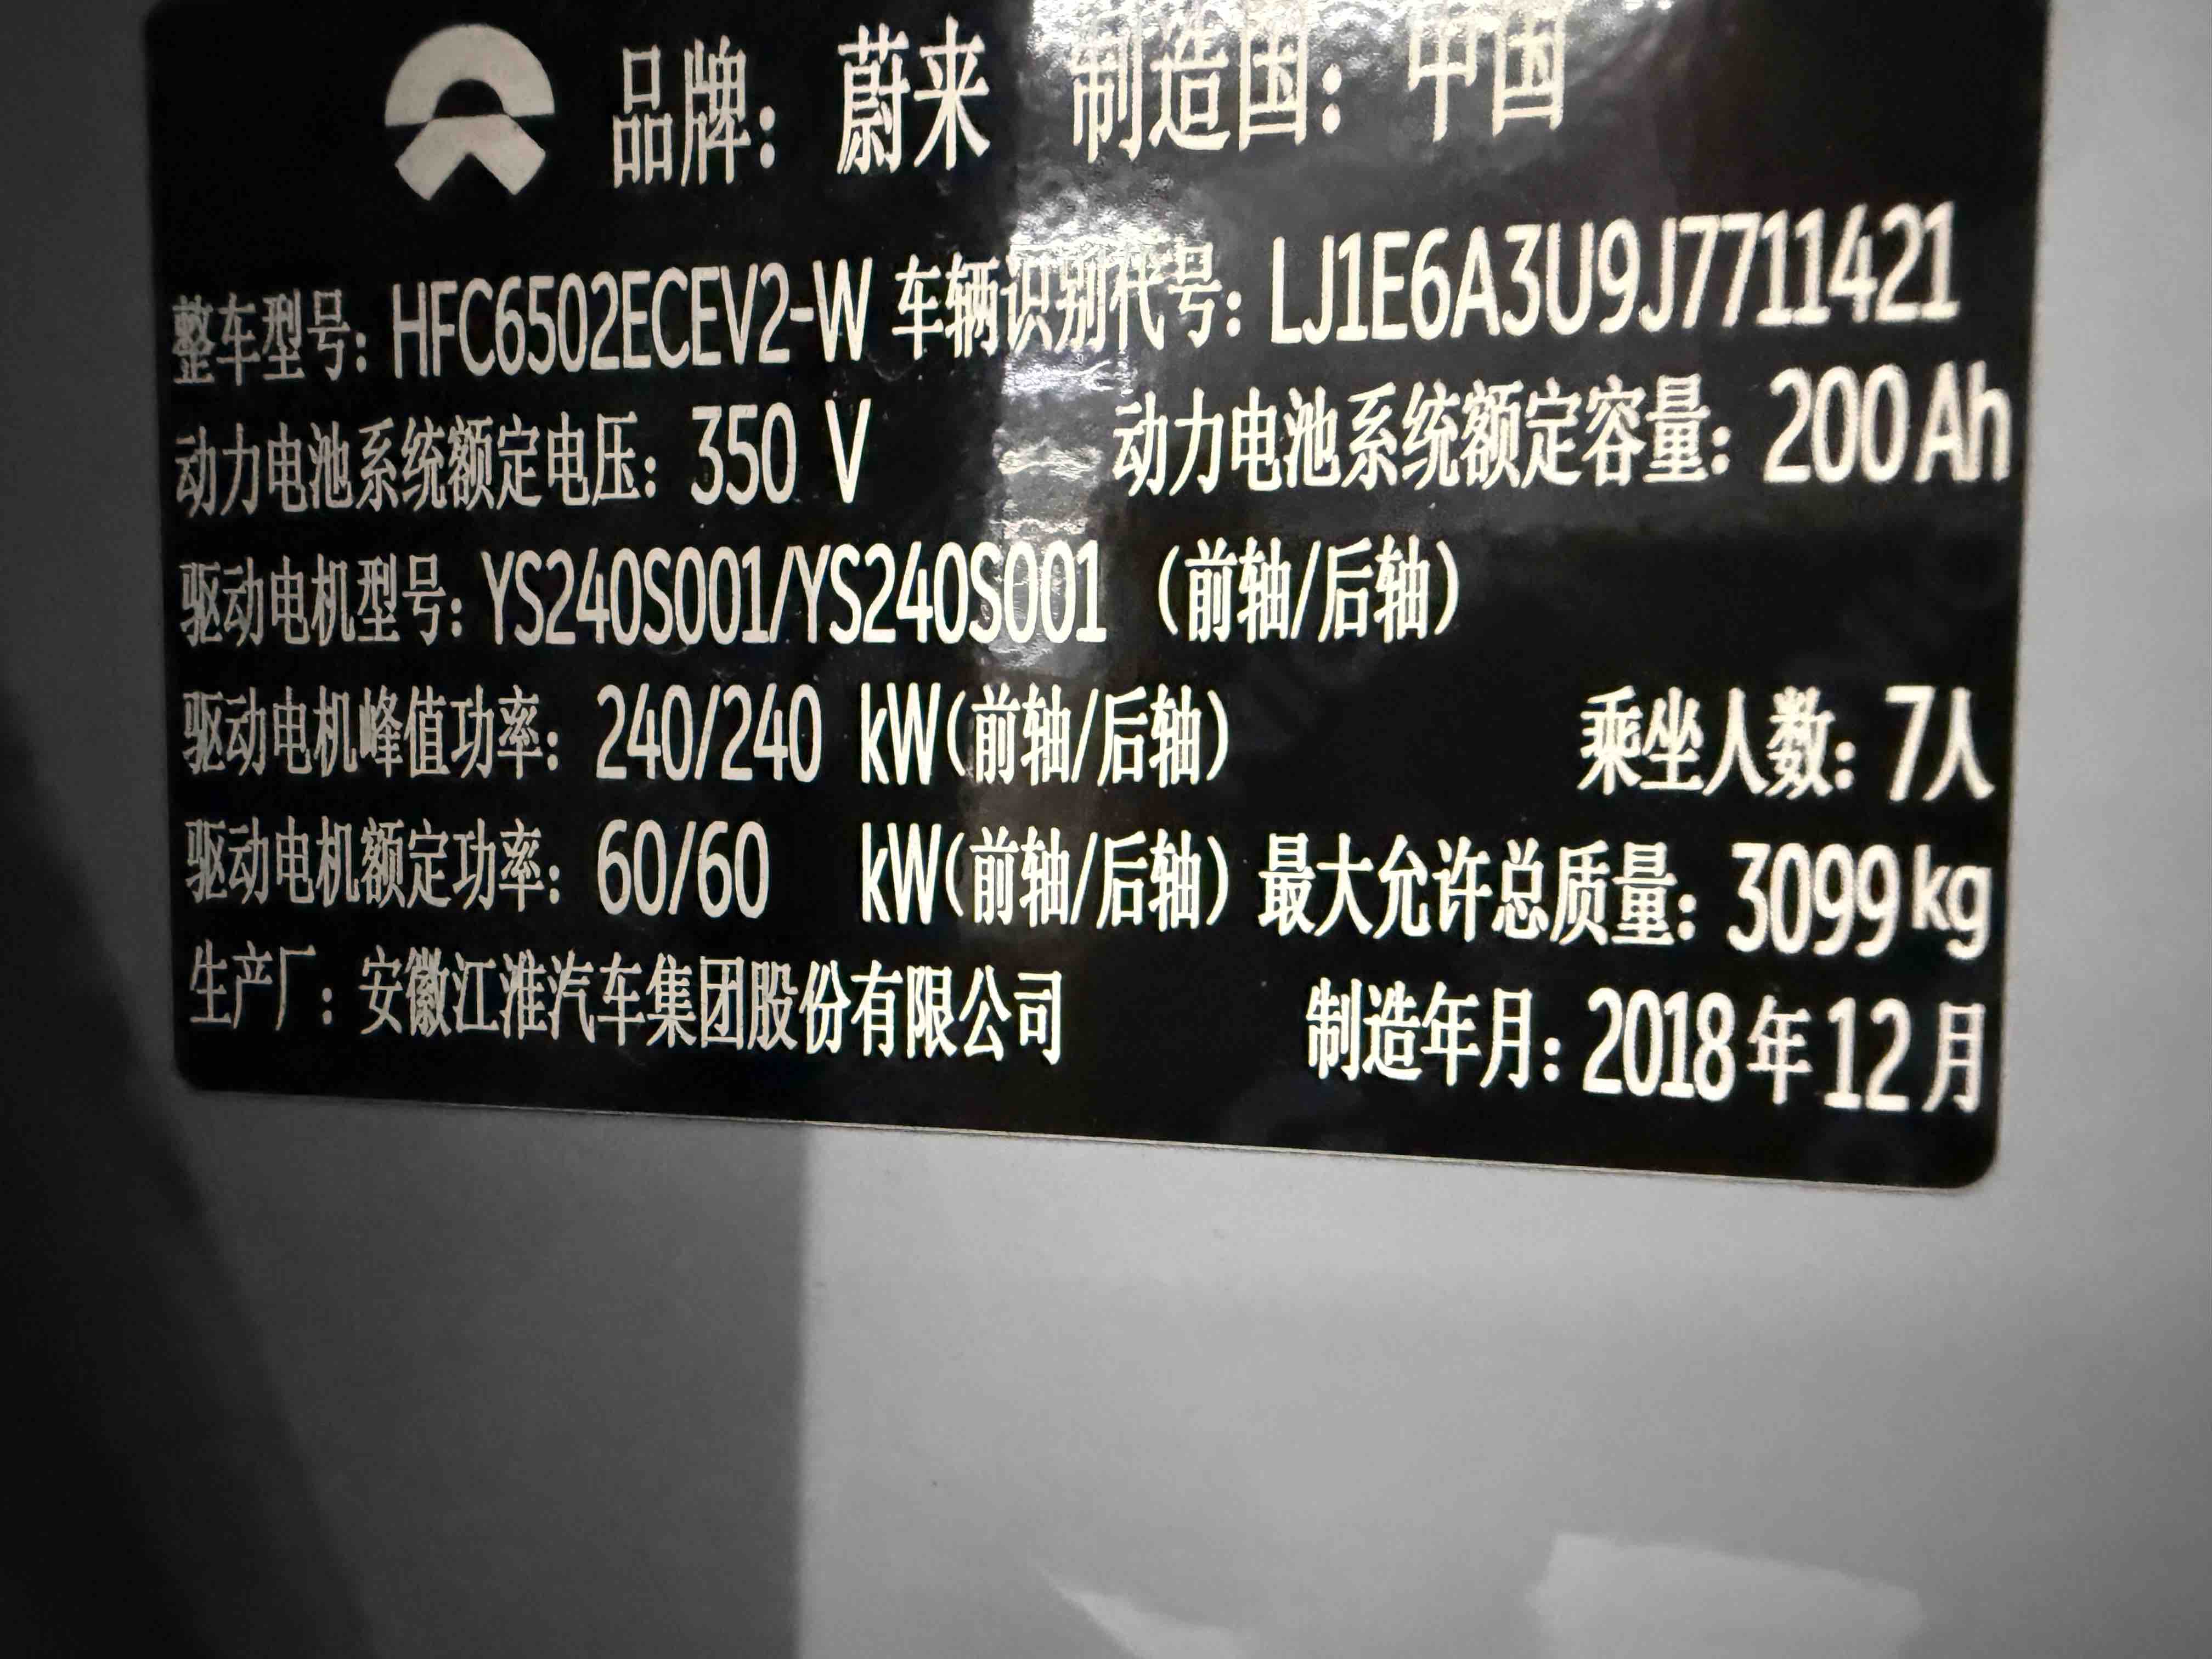 品牌：蔚来 制造国：中国
整车型号：HFC6502ECEV2-W 车辆识别代号：LJ1E6A3U9J7711421
动力电池系统额定电压：350 V 动力电池系统额定容量：200Ah
驱动电机型号：YS240S001/YS240S001（前轴/后轴）
驱动电机峰值功率：240/240 kW(前轴/后轴) 乘坐人数：7人
驱动电机额定功率：60/60 kW(前轴/后轴) 最大允许总质量：3099kg
生产厂：安徽江淮汽车集团股份有限公司 制造年月：2018年12月